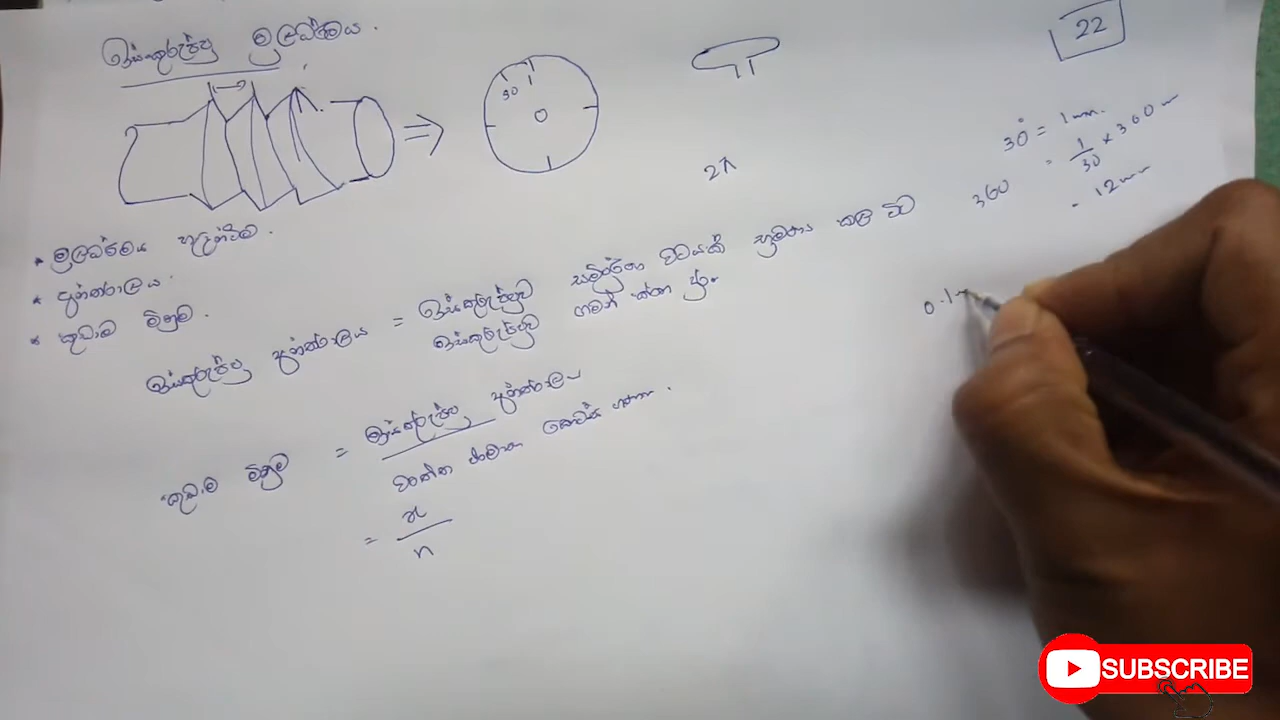 ඉස්කුරුප්පු මූලධර්මය.
22
30
30° = 1mm.
360 = 1/30 × 360 m
= 12mm
2π
* මූලධර්මය හැඳින්වීම.
* අන්තරාලය.
* කුඩාම මිනුම.
ඉස්කුරුප්පු අන්තරාලය = ඉස්කුරුප්පුව සම්පූර්ණ වටයක් භ්‍රමණය කල විට
ඉස්කුරුප්පුව ගමන් කරන දුර.
0.1m
කුඩාම මිනුම = ඉස්කුරුප්පු අන්තරාලය
වෘත්ත පරිමාණ කොටස් ගණන.
= x
n
SUBSCRIBE